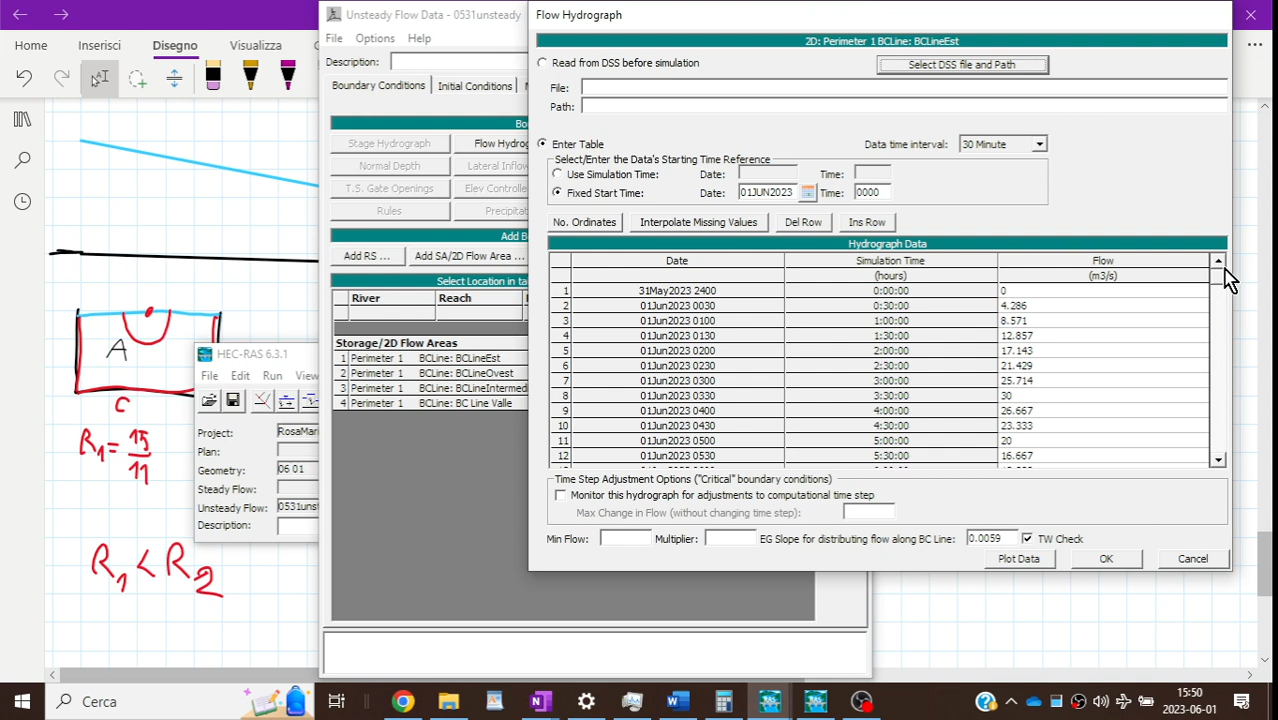 Unsteady Flow Data - 0531unsteady
Flow Hydrograph
Home Inserisci Disegno Visualizza
File Options Help
2D: Perimeter 1 BCLine: BCLineEst
Description:
Read from DSS before simulation Select DSS file and Path
File:
Path:
Boundary Conditions Initial Conditions
Stage Hydrograph Flow Hydrog
Normal Depth Lateral Inflow
T.S. Gate Openings Elev Controlle
Rules Precipita
Enter Table Data time interval: 30 Minute
Select/Enter the Data's Starting Time Reference
Use Simulation Time: Date: Time:
Fixed Start Time: Date: 01JUN2023 Time: 0000
No. Ordinates Interpolate Missing Values Del Row Ins Row
Add RS ... Add SA/2D Flow Area ...
Select Location in ta
River Reach
Storage/2D Flow Areas
1 Perimeter 1 BCLine: BCLineEst
2 Perimeter 1 BCLine: BCLineOvest
3 Perimeter 1 BCLine: BCLineIntermed
4 Perimeter 1 BCLine: BC Line Valle
Hydrograph Data
Date Simulation Time Flow
(hours) (m3/s)
1 31May2023 2400 0:00:00 0
2 01Jun2023 0030 0:30:00 4.286
3 01Jun2023 0100 1:00:00 8.571
4 01Jun2023 0130 1:30:00 12.857
5 01Jun2023 0200 2:00:00 17.143
6 01Jun2023 0230 2:30:00 21.429
7 01Jun2023 0300 3:00:00 25.714
8 01Jun2023 0330 3:30:00 30
9 01Jun2023 0400 4:00:00 26.667
10 01Jun2023 0430 4:30:00 23.333
11 01Jun2023 0500 5:00:00 20
12 01Jun2023 0530 5:30:00 16.667
Time Step Adjustment Options ("Critical" boundary conditions)
Monitor this hydrograph for adjustments to computational time step
Max Change in Flow (without changing time step):
Min Flow: Multiplier: EG Slope for distributing flow along BC Line: 0.0059 TW Check
Plot Data OK Cancel
HEC-RAS 6.3.1
File Edit Run View
Project: RosaMar
Plan:
Geometry: 06 01
Steady Flow:
Unsteady Flow: 0531uns
Description:
A
C
R1 = 15
11
R1 < R2
Cerca
15:50
2023-06-01